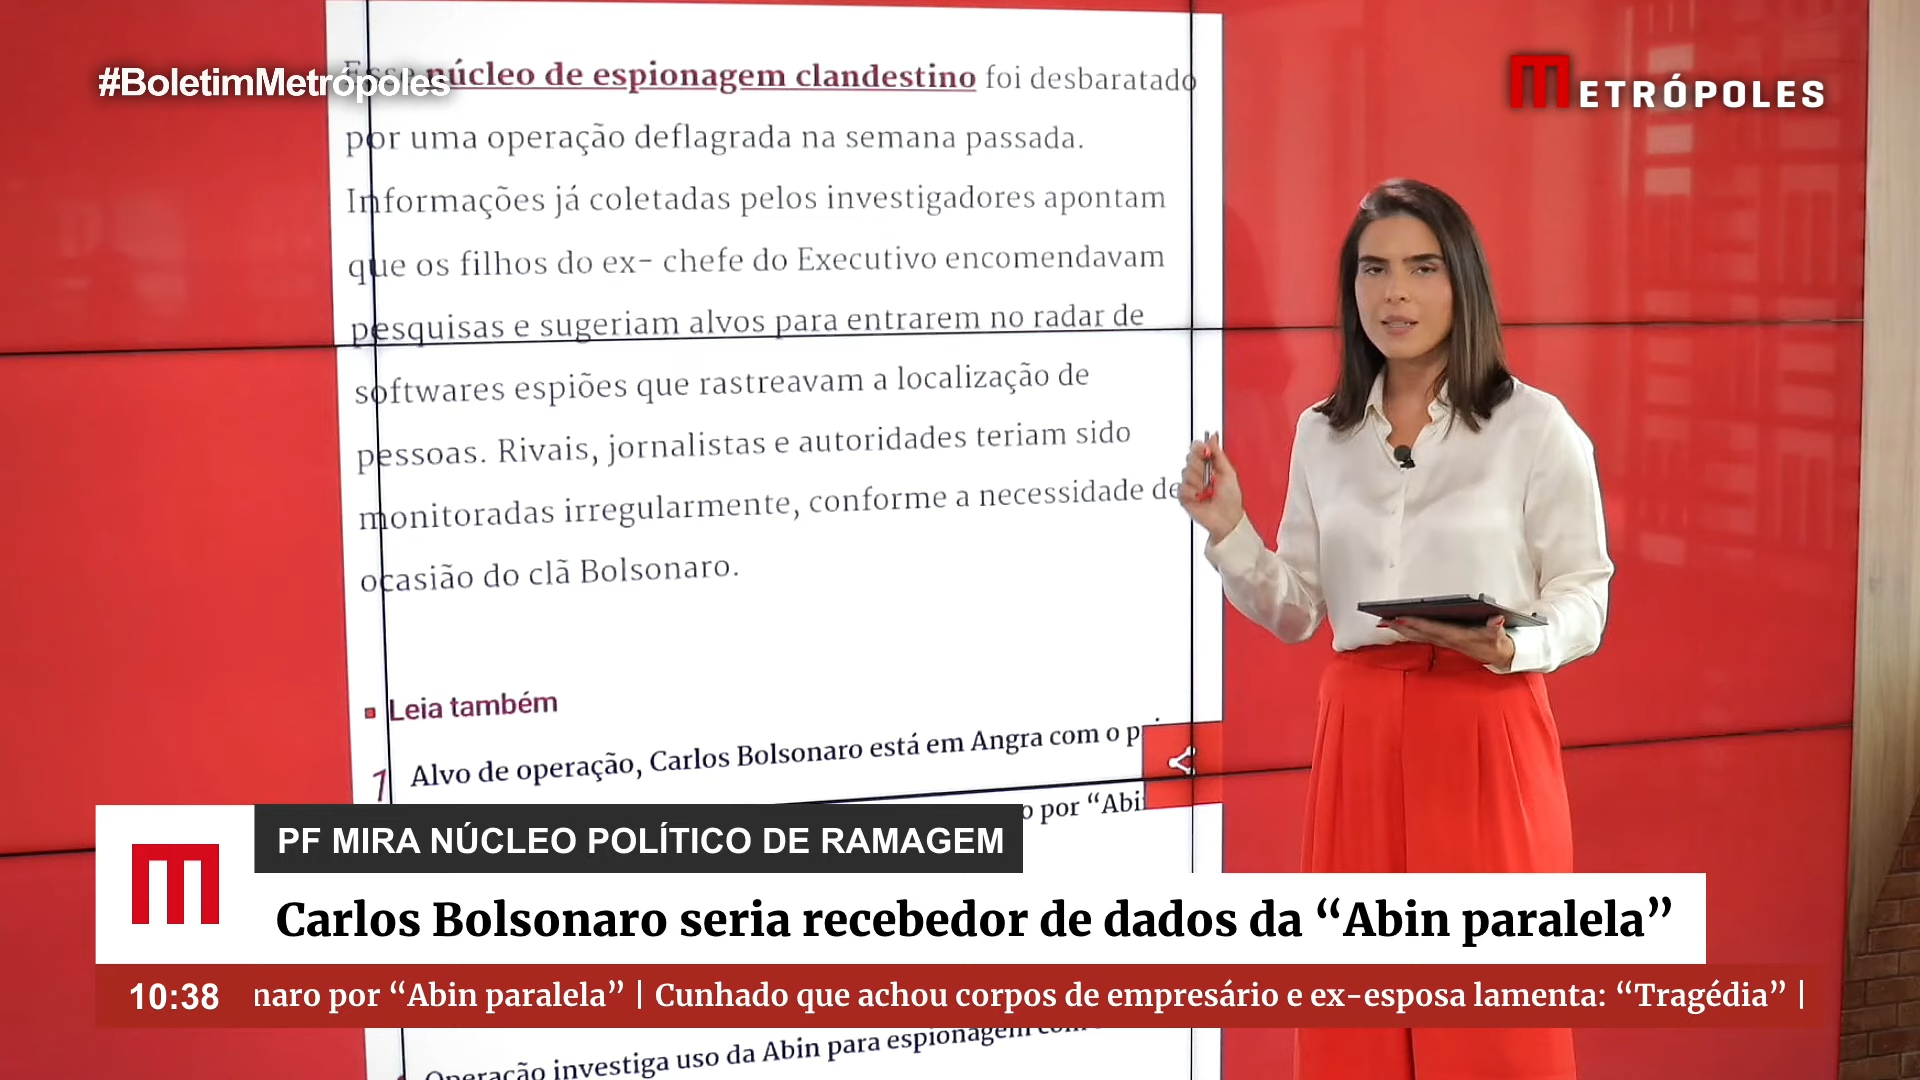 #BoletimMetrópoles
METRÓPOLES
núcleo de espionagem clandestino foi desbaratado
por uma operação deflagrada na semana passada.
Informações já coletadas pelos investigadores apontam
que os filhos do ex- chefe do Executivo encomendavam
pesquisas e sugeriam alvos para entrarem no radar de
softwares espiões que rastreavam a localização de
pessoas. Rivais, jornalistas e autoridades teriam sido
monitoradas irregularmente, conforme a necessidade de
ocasião do clã Bolsonaro.
Leia também
1 Alvo de operação, Carlos Bolsonaro está em Angra com o
por “Abi
PF MIRA NÚCLEO POLÍTICO DE RAMAGEM
Carlos Bolsonaro seria recebedor de dados da “Abin paralela”
10:38 naro por “Abin paralela” | Cunhado que achou corpos de empresário e ex-esposa lamenta: “Tragédia” |
Operação investiga uso da Abin para espionagem